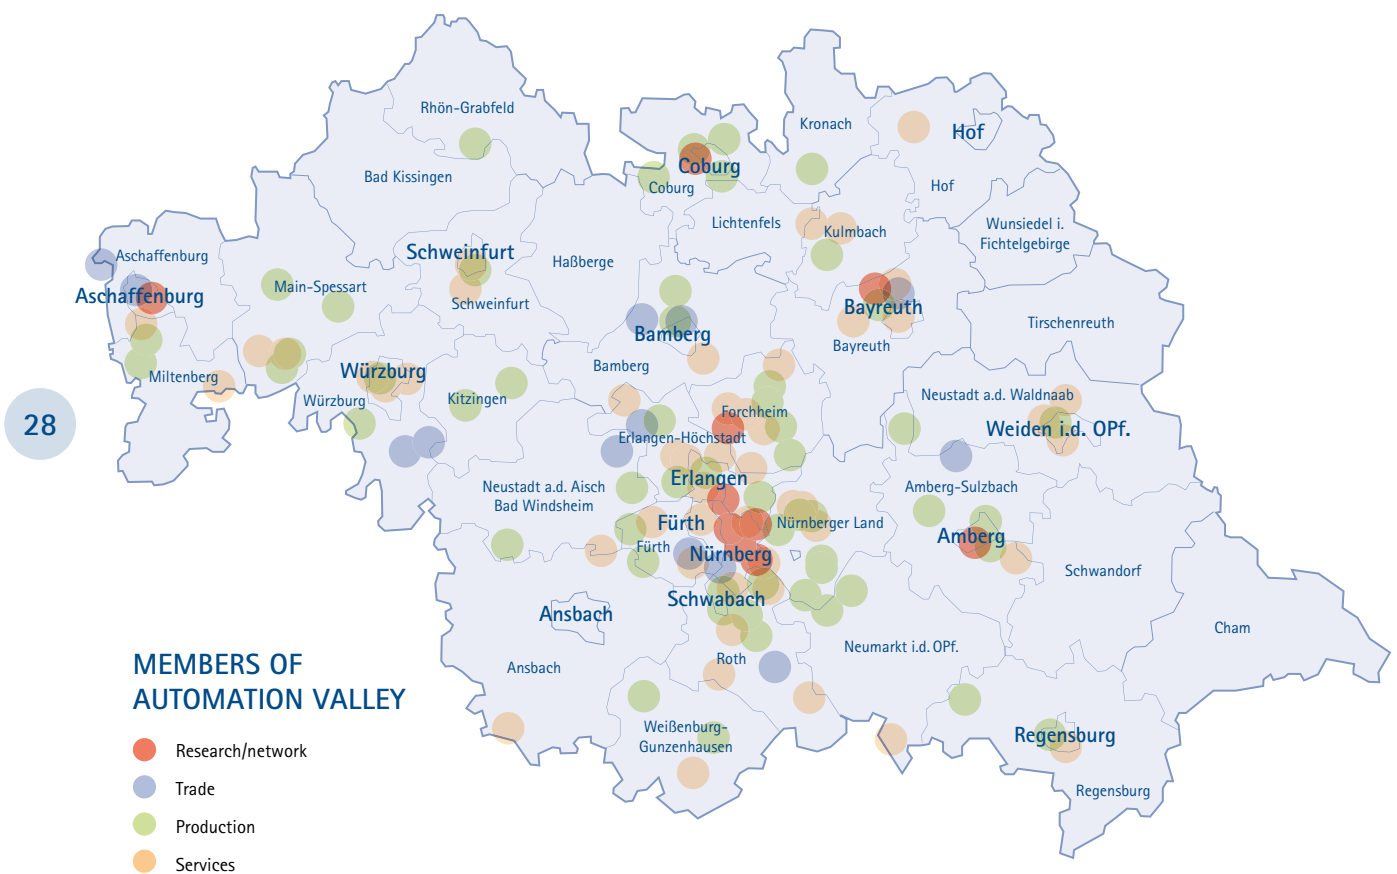 Rhön-Grabfeld
Kronach
Hof
Coburg
Bad Kissingen
Coburg
Hof
Lichtenfels
Kulmbach
Wunsiedel i.
Fichtelgebirge
Aschaffenburg
Schweinfurt
Haßberge
Main-Spessart
Aschaffenburg
Schweinfurt
Bayreuth
Tirschenreuth
Bamberg
Bayreuth
Bamberg
Würzburg
Miltenberg
Würzburg
Kitzingen
Neustadt a.d. Waldnaab
Forchheim
28
Weiden i.d. OPf.
Erlangen-Höchstadt
Erlangen
Neustadt a.d. Aisch
Bad Windsheim
Amberg-Sulzbach
Fürth
Nürnberger Land
Amberg
Fürth
Nürnberg
Schwandorf
Schwabach
Ansbach
Cham
Neumarkt i.d. OPf.
Roth
Ansbach
MEMBERS OF
AUTOMATION VALLEY
Weißenburg-
Gunzenhausen
Regensburg
Regensburg
Research/network
Trade
Production
Services